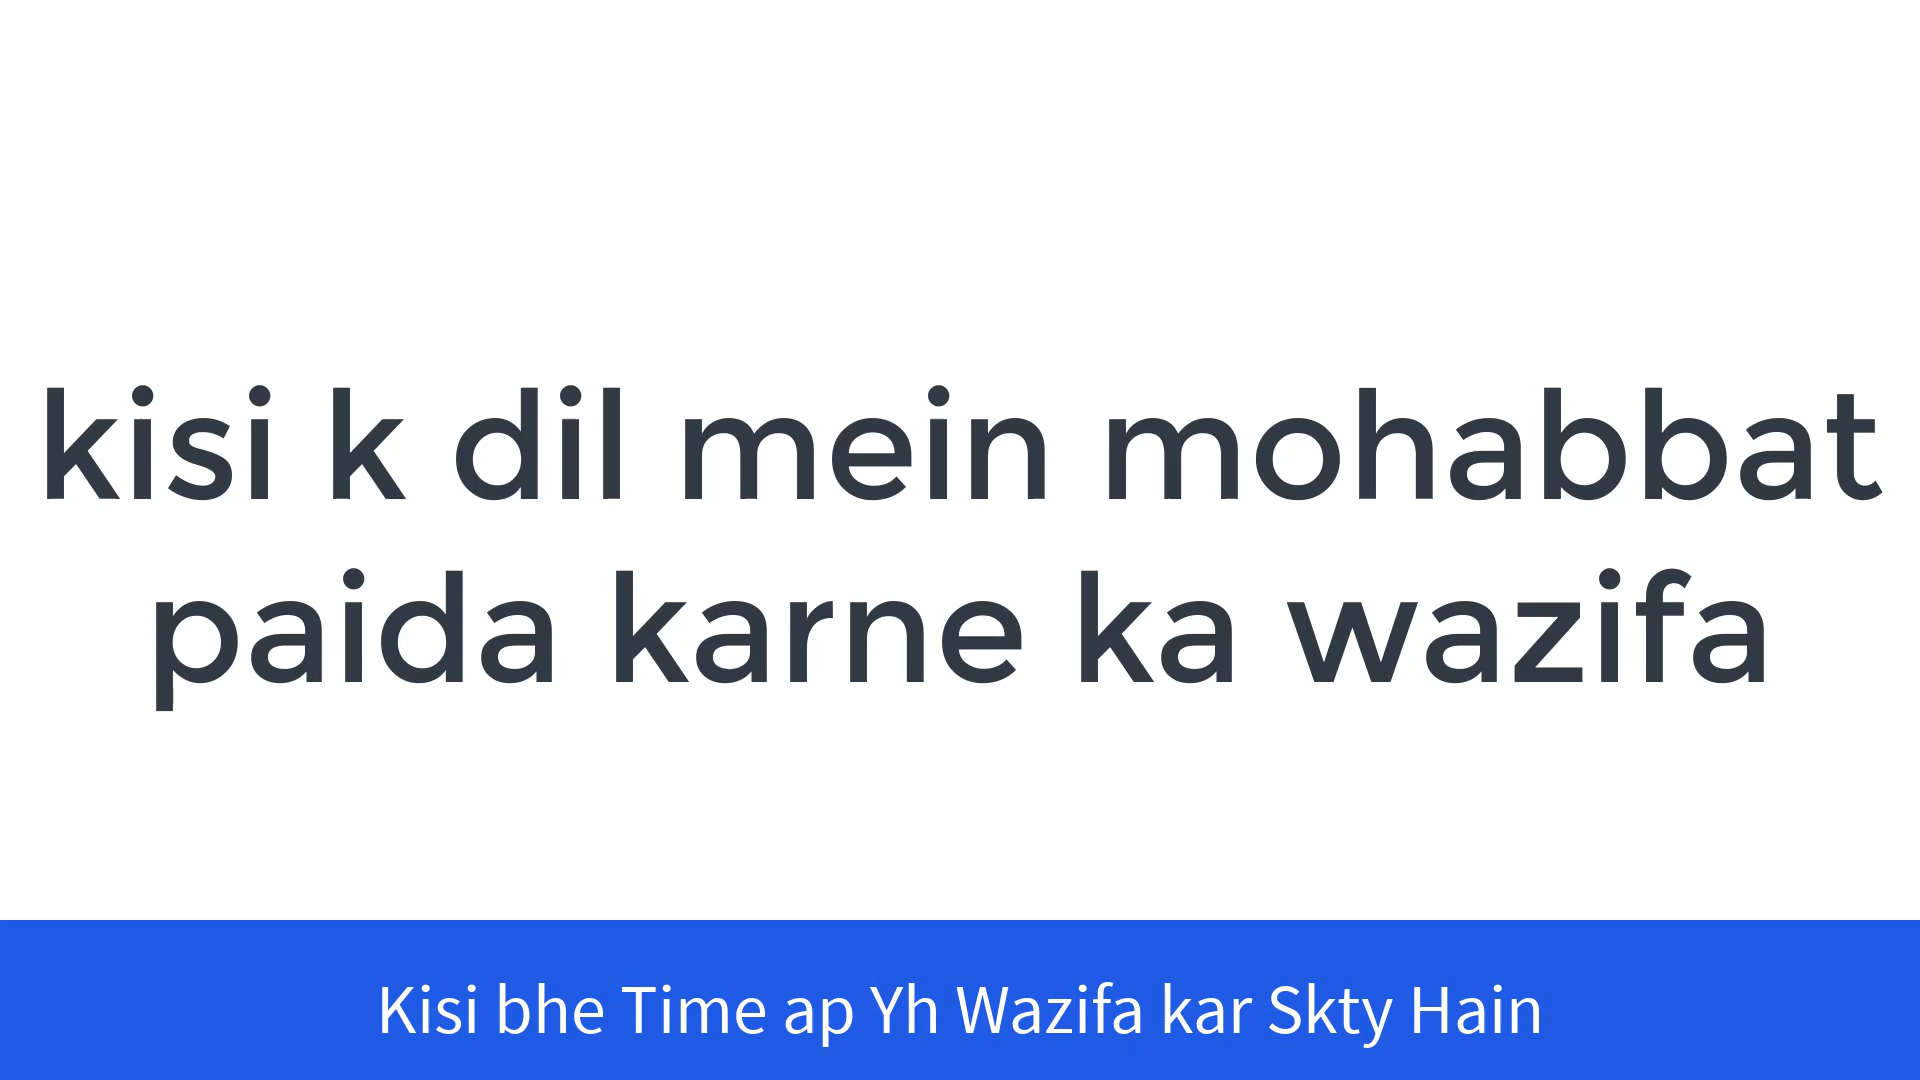 kisi k dil mein mohabbat
paida karne ka wazifa
Kisi bhe Time ap Yh Wazifa kar Skty Hain